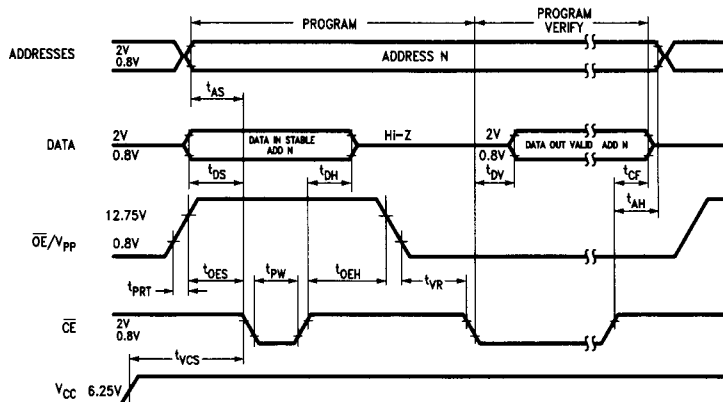 PROGRAM
PROGRAM
VERIFY
ADDRESSES
2V
0.8V
ADDRESS N
tAS
DATA
2V
0.8V
DATA IN STABLE
ADD N
Hi-Z
2V
0.8V
DATA OUT VALID ADD N
tDS
tDH
tDV
tCF
tAH
OE/VPP
12.75V
0.8V
tPRT
tOES
tPW
tOEH
tVR
CE
2V
0.8V
tVCS
VCC
6.25V